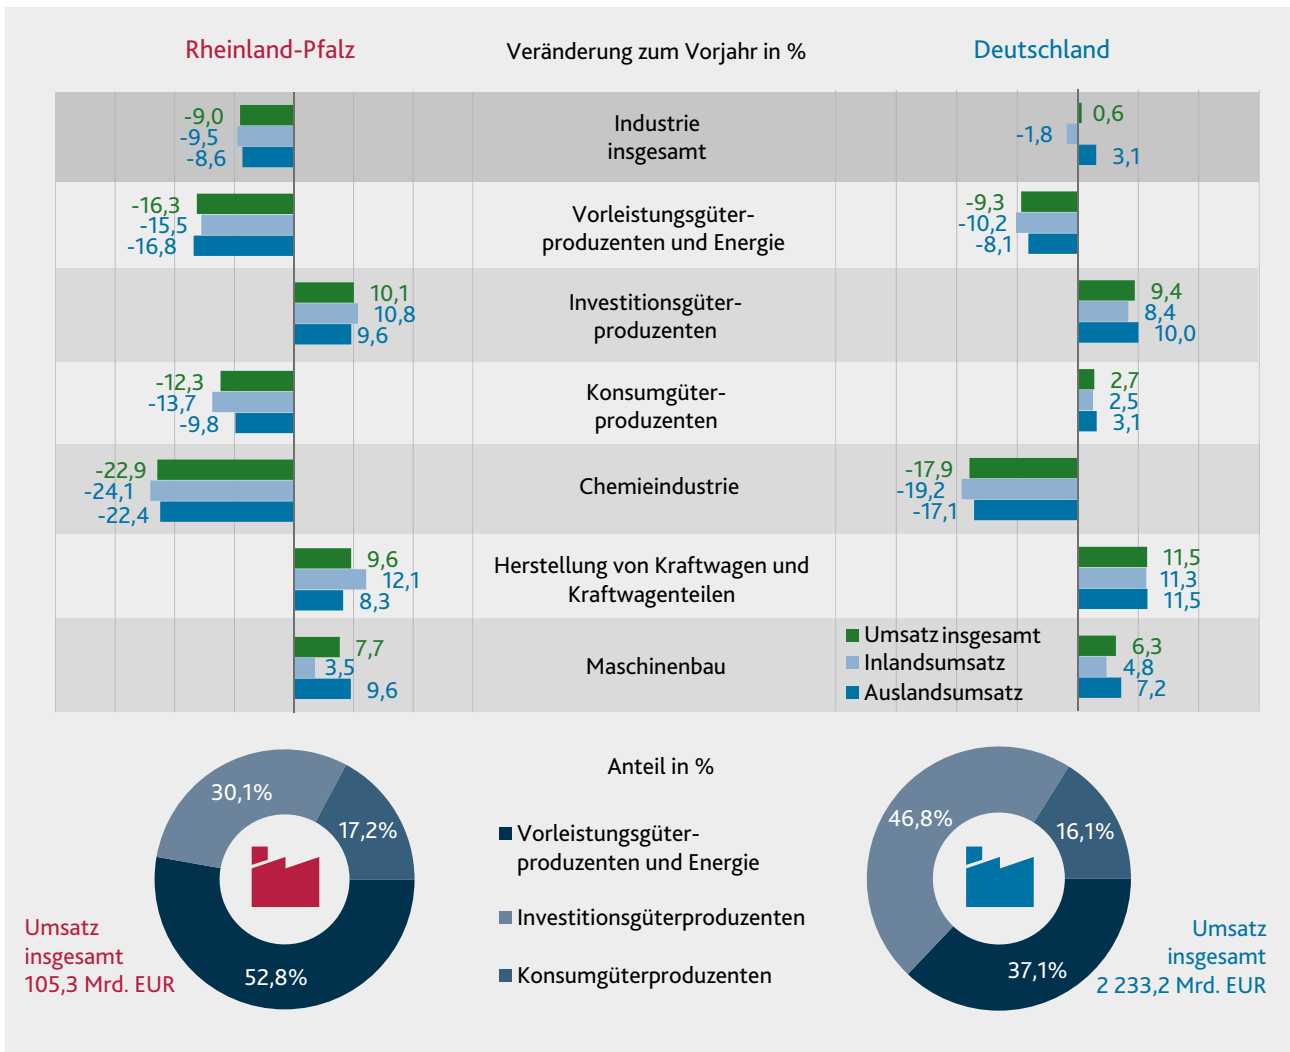 Rheinland-Pfalz
Veränderung zum Vorjahr in %
Deutschland
-9,0
-9,5
-8,6
Industrie
insgesamt
0,6
-1,8
3,1
-16,3
-15,5
-16,8
Vorleistungsgüter-
produzenten und Energie
-9,3
-10,2
-8,1
10,1
10,8
9,6
Investitionsgüter-
produzenten
9,4
8,4
10,0
-12,3
-13,7
-9,8
Konsumgüter-
produzenten
2,7
2,5
3,1
-22,9
-24,1
-22,4
Chemieindustrie
-17,9
-19,2
-17,1
9,6
12,1
8,3
Herstellung von Kraftwagen und
Kraftwagenteilen
11,5
11,3
11,5
7,7
3,5
9,6
Maschinenbau
Umsatz insgesamt
Inlandsumsatz
Auslandsumsatz
6,3
4,8
7,2
Anteil in %
30,1%
17,2%
52,8%
Umsatz
insgesamt
105,3 Mrd. EUR
Vorleistungsgüter-
produzenten und Energie
Investitionsgüterproduzenten
Konsumgüterproduzenten
46,8%
16,1%
37,1%
Umsatz
insgesamt
2 233,2 Mrd. EUR